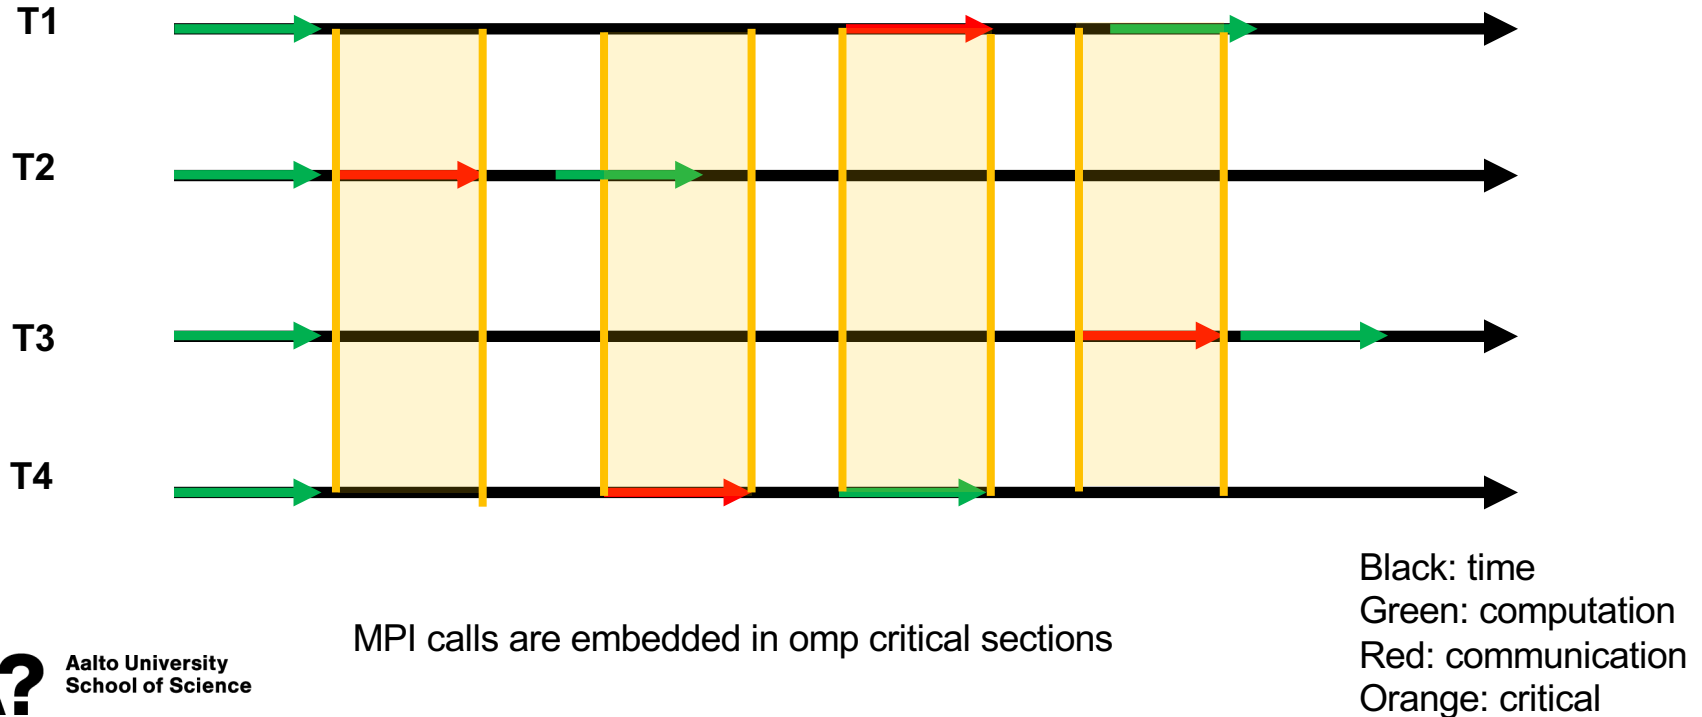 T1
T2
T3
T4
MPI calls are embedded in omp critical sections
Black: time
Green: computation
Red: communication
Orange: critical
?
Aalto University
School of Science